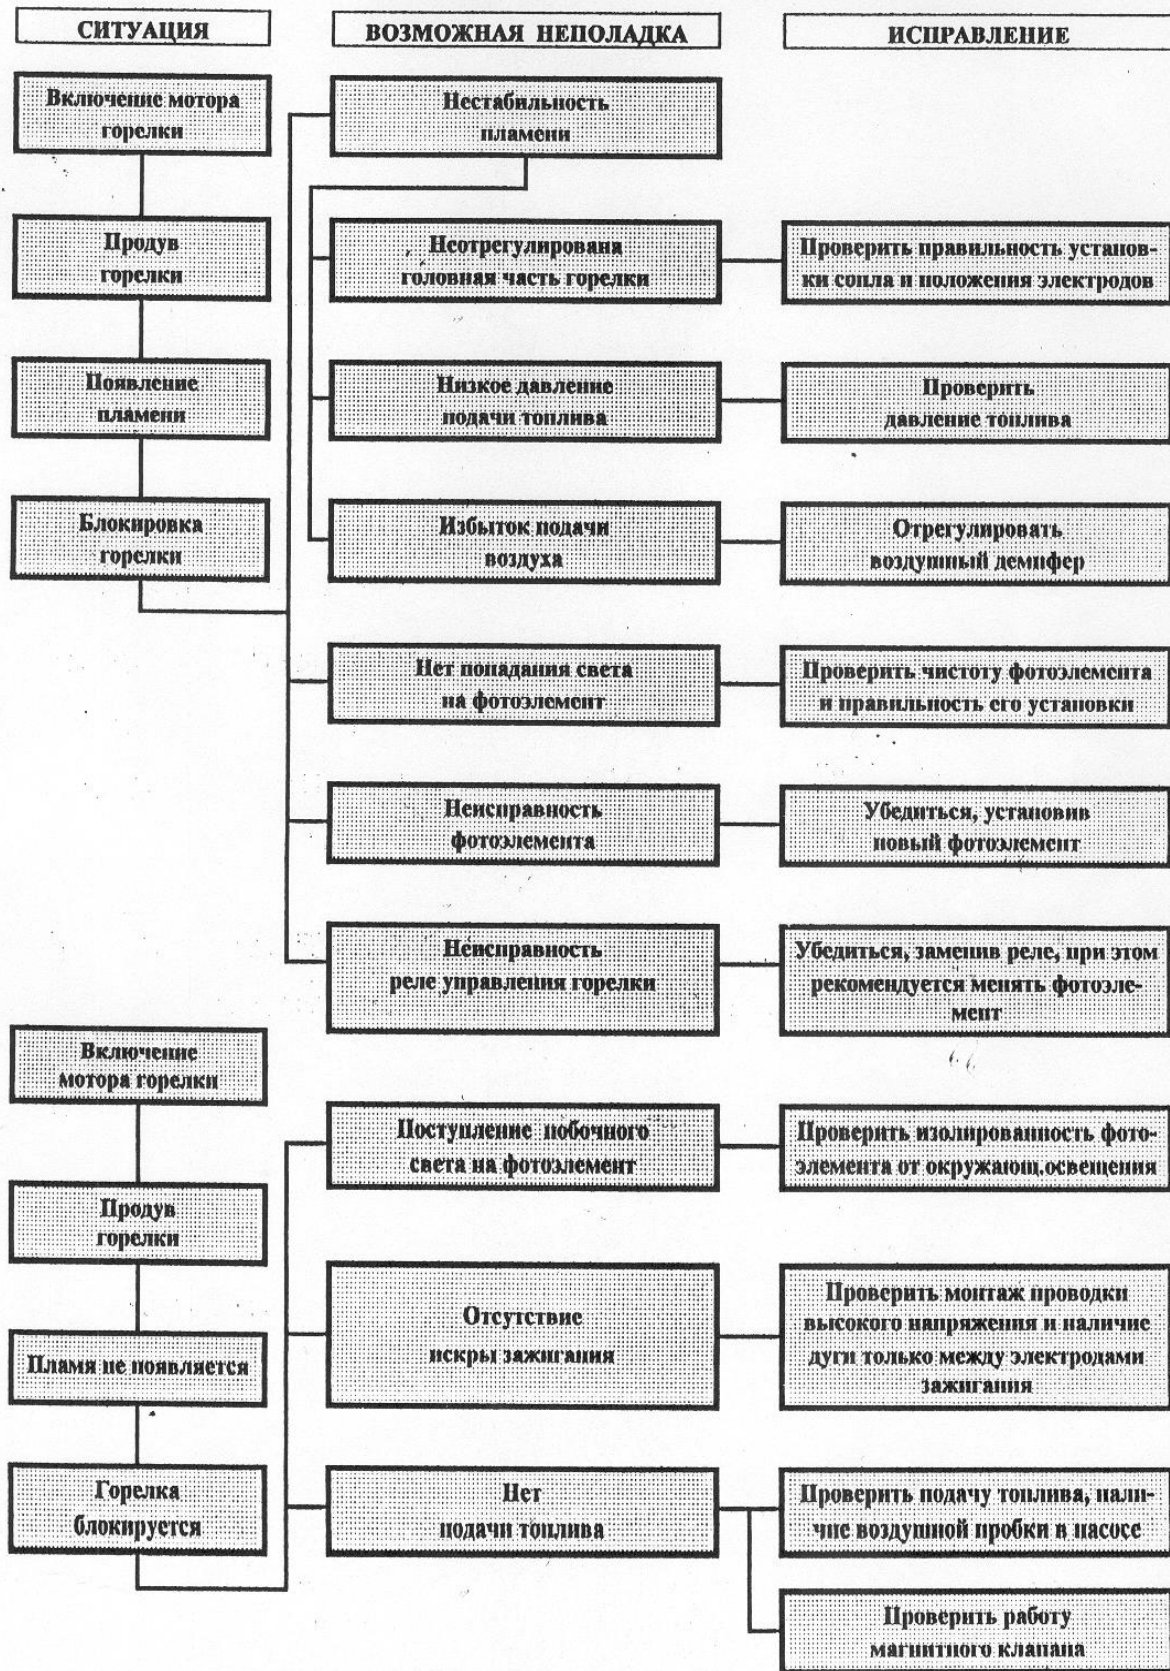 СИТУАЦИЯ
ВОЗМОЖНАЯ НЕПОЛАДКА
ИСПРАВЛЕНИЕ
Включение мотора
горелки
Продув
горелки
Появление
пламени
Блокировка
горелки
Нестабильность
пламени
Неотрегулирована
головная часть горелки
Проверить правильность установ-
ки сопла и положения электродов
Низкое давление
подачи топлива
Проверить
давление топлива
Избыток подачи
воздуха
Отрегулировать
воздушный демпфер
Нет попадания света
на фотоэлемент
Проверить чистоту фотоэлемента
и правильность его установки
Неисправность
фотоэлемента
Убедиться, установив
новый фотоэлемент
Неисправность
реле управления горелки
Убедиться, заменив реле, при этом
рекомендуется менять фотоэле-
мент
Включение
мотора горелки
Продув
горелки
Пламя не появляется
Горелка
блокируется
Поступление побочного
света на фотоэлемент
Проверить изолированность фото-
элемента от окружающ.освещения
Отсутствие
искры зажигания
Проверить монтаж проводки
высокого напряжения и наличие
дуги только между электродами
зажигания
Нет
подачи топлива
Проверить подачу топлива, нали-
чие воздушной пробки в насосе
Проверить работу
магнитного клапана